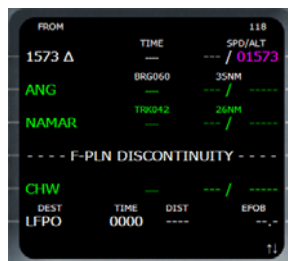 FROM 118
TIME SPD/ALT
1573 Δ ---- --- / 01573
BRG060 35NM
ANG ---- --- / -----
TRK042 26NM
NAMAR ---- --- / -----
- - - - F-PLN DISCONTINUITY - - - -
CHW ---- --- / -----
DEST TIME DIST EFOB
LFPO 0000 ---- --.-
↑↓